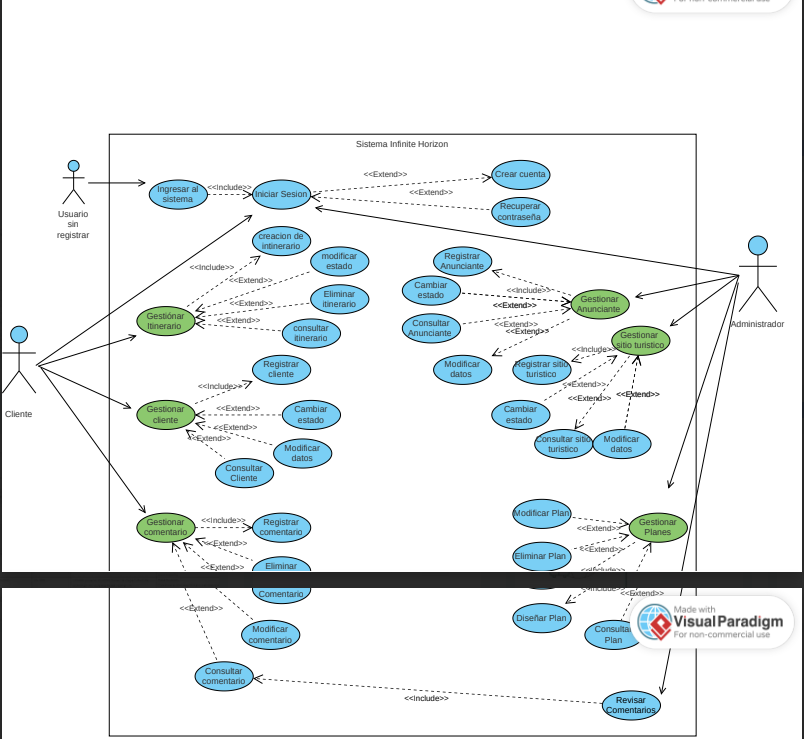 Sistema Infinite Horizon
Ingresar al
sistema
<<Include>>
Iniciar Sesion
<<Extend>>
Crear cuenta
<<Extend>>
Recuperar
contraseña
Usuario
sin
registrar
creacion de
intinerario
<<Include>>
modificar
estado
<<Extend>>
Eliminar
itinerario
<<Extend>>
Gestiónar
Itinerario
<<Extend>>
consultar
itinerario
Registrar
Anunciante
Cambiar
estado
<<Include>>
<<Extend>>
Gestionar
Anunciante
Consultar
Anunciante
<<Extend>>
<<Extend>>
Administrador
Gestionar
sitio turistico
<<Include>>
Modificar
datos
Registrar sitio
turistico
<<Extend>>
<<Extend>>
<<Extend>>
Cambiar
estado
Consultar sitio
turistico
Modificar
datos
Cliente
Registrar
cliente
<<Include>>
Gestionar
cliente
<<Extend>>
Cambiar
estado
<<Extend>>
<<Extend>>
Modificar
datos
Consultar
Cliente
Gestionar
comentario
<<Include>>
Registrar
comentario
<<Extend>>
<<Extend>>
Eliminar
Comentario
<<Extend>>
Modificar
comentario
Consultar
comentario
Modificar Plan
<<Extend>>
Gestionar
Planes
Eliminar Plan
<<Extend>>
<<Include>>
<<Extend>>
Diseñar Plan
Consultar
Plan
Made with
Visual Paradigm
For non-commercial use
<<Include>>
Revisar
Comentarios